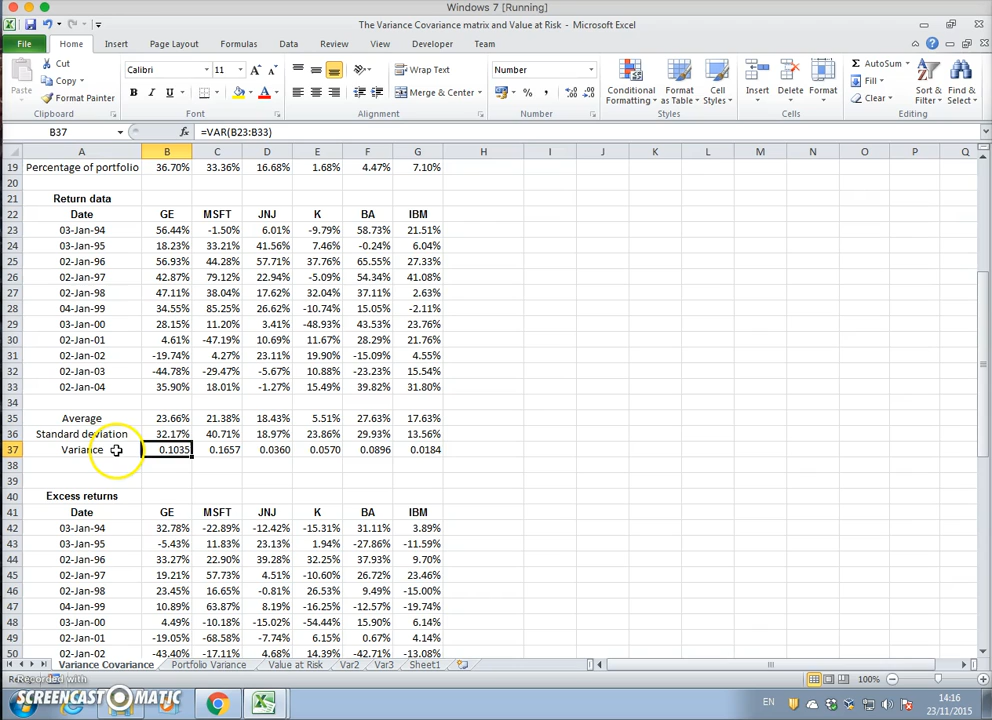 Windows 7 [Running]
The Variance Covariance matrix and Value at Risk - Microsoft Excel
File Home Insert Page Layout Formulas Data Review View Developer Team
Cut Calibri 11 Wrap Text Number AutoSum
Copy Fill
Paste Format Painter Merge & Center Conditional Formatting Format as Table Cell Styles Insert Delete Format Clear Sort & Filter Find & Select
Clipboard Font Alignment Number Styles Cells Editing
B37 fx =VAR(B23:B33)
A B C D E F G H I J K L M N O P Q
19 Percentage of portfolio 36.70% 33.36% 16.68% 1.68% 4.47% 7.10%
20
21 Return data
22 Date GE MSFT JNJ K BA IBM
23 03-Jan-94 56.44% -1.50% 6.01% -9.79% 58.73% 21.51%
24 03-Jan-95 18.23% 33.21% 41.56% 7.46% -0.24% 6.04%
25 02-Jan-96 56.93% 44.28% 57.71% 37.76% 65.55% 27.33%
26 02-Jan-97 42.87% 79.12% 22.94% -5.09% 54.34% 41.08%
27 02-Jan-98 47.11% 38.04% 17.62% 32.04% 37.11% 2.63%
28 04-Jan-99 34.55% 85.25% 26.62% -10.74% 15.05% -2.11%
29 03-Jan-00 28.15% 11.20% 3.41% -48.93% 43.53% 23.76%
30 02-Jan-01 4.61% -47.19% 10.69% 11.67% 28.29% 21.76%
31 02-Jan-02 -19.74% 4.27% 23.11% 19.90% -15.09% 4.55%
32 02-Jan-03 -44.78% -29.47% -5.67% 10.88% -23.23% 15.54%
33 02-Jan-04 35.90% 18.01% -1.27% 15.49% 39.82% 31.80%
34
35 Average 23.66% 21.38% 18.43% 5.51% 27.63% 17.63%
36 Standard deviation 32.17% 40.71% 18.97% 23.86% 29.93% 13.56%
37 Variance 0.1035 0.1657 0.0360 0.0570 0.0896 0.0184
38
39
40 Excess returns
41 Date GE MSFT JNJ K BA IBM
42 03-Jan-94 32.78% -22.89% -12.42% -15.31% 31.11% 3.89%
43 03-Jan-95 -5.43% 11.83% 23.13% 1.94% -27.86% -11.59%
44 02-Jan-96 33.27% 22.90% 39.28% 32.25% 37.93% 9.70%
45 02-Jan-97 19.21% 57.73% 4.51% -10.60% 26.72% 23.46%
46 02-Jan-98 23.45% 16.65% -0.81% 26.53% 9.49% -15.00%
47 04-Jan-99 10.89% 63.87% 8.19% -16.25% -12.57% -19.74%
48 03-Jan-00 4.49% -10.18% -15.02% -54.44% 15.90% 6.14%
49 02-Jan-01 -19.05% -68.58% -7.74% 6.15% 0.67% 4.14%
50 02-Jan-02 -43.40% -17.11% 4.68% 14.39% -42.71% -13.08%
Variance Covariance Portfolio Variance Value at Risk Var2 Var3 Sheet1
Recorded with 100%
SCREENCAST-O-MATIC EN 14:16
23/11/2015